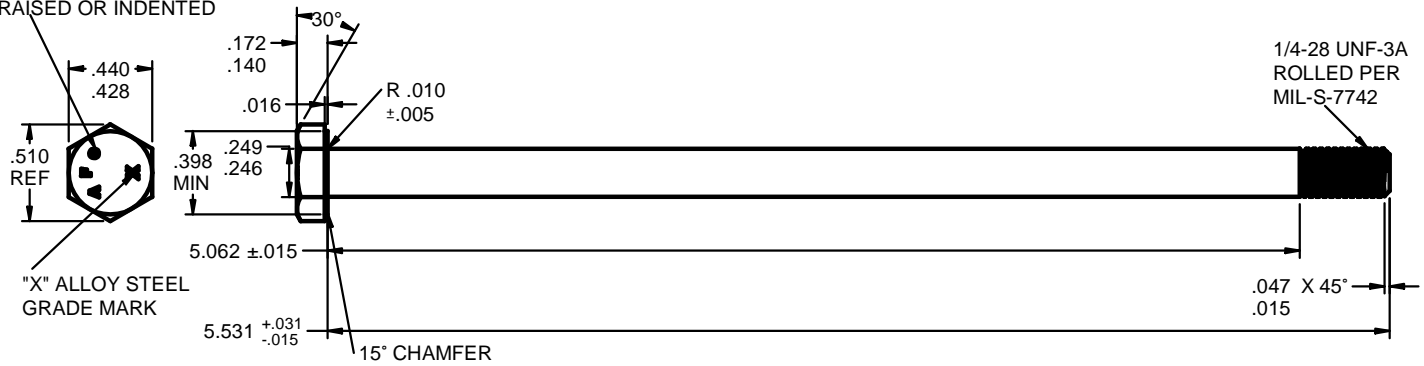 RAISED OR INDENTED
.440
.428
.510
REF
A F X
"X" ALLOY STEEL
GRADE MARK
30°
.172
.140
.016
R .010
±.005
.398
MIN
.249
.246
5.062 ±.015
5.531 +.031
-.015
15° CHAMFER
1/4-28 UNF-3A
ROLLED PER
MIL-S-7742
.047 X 45°
.015